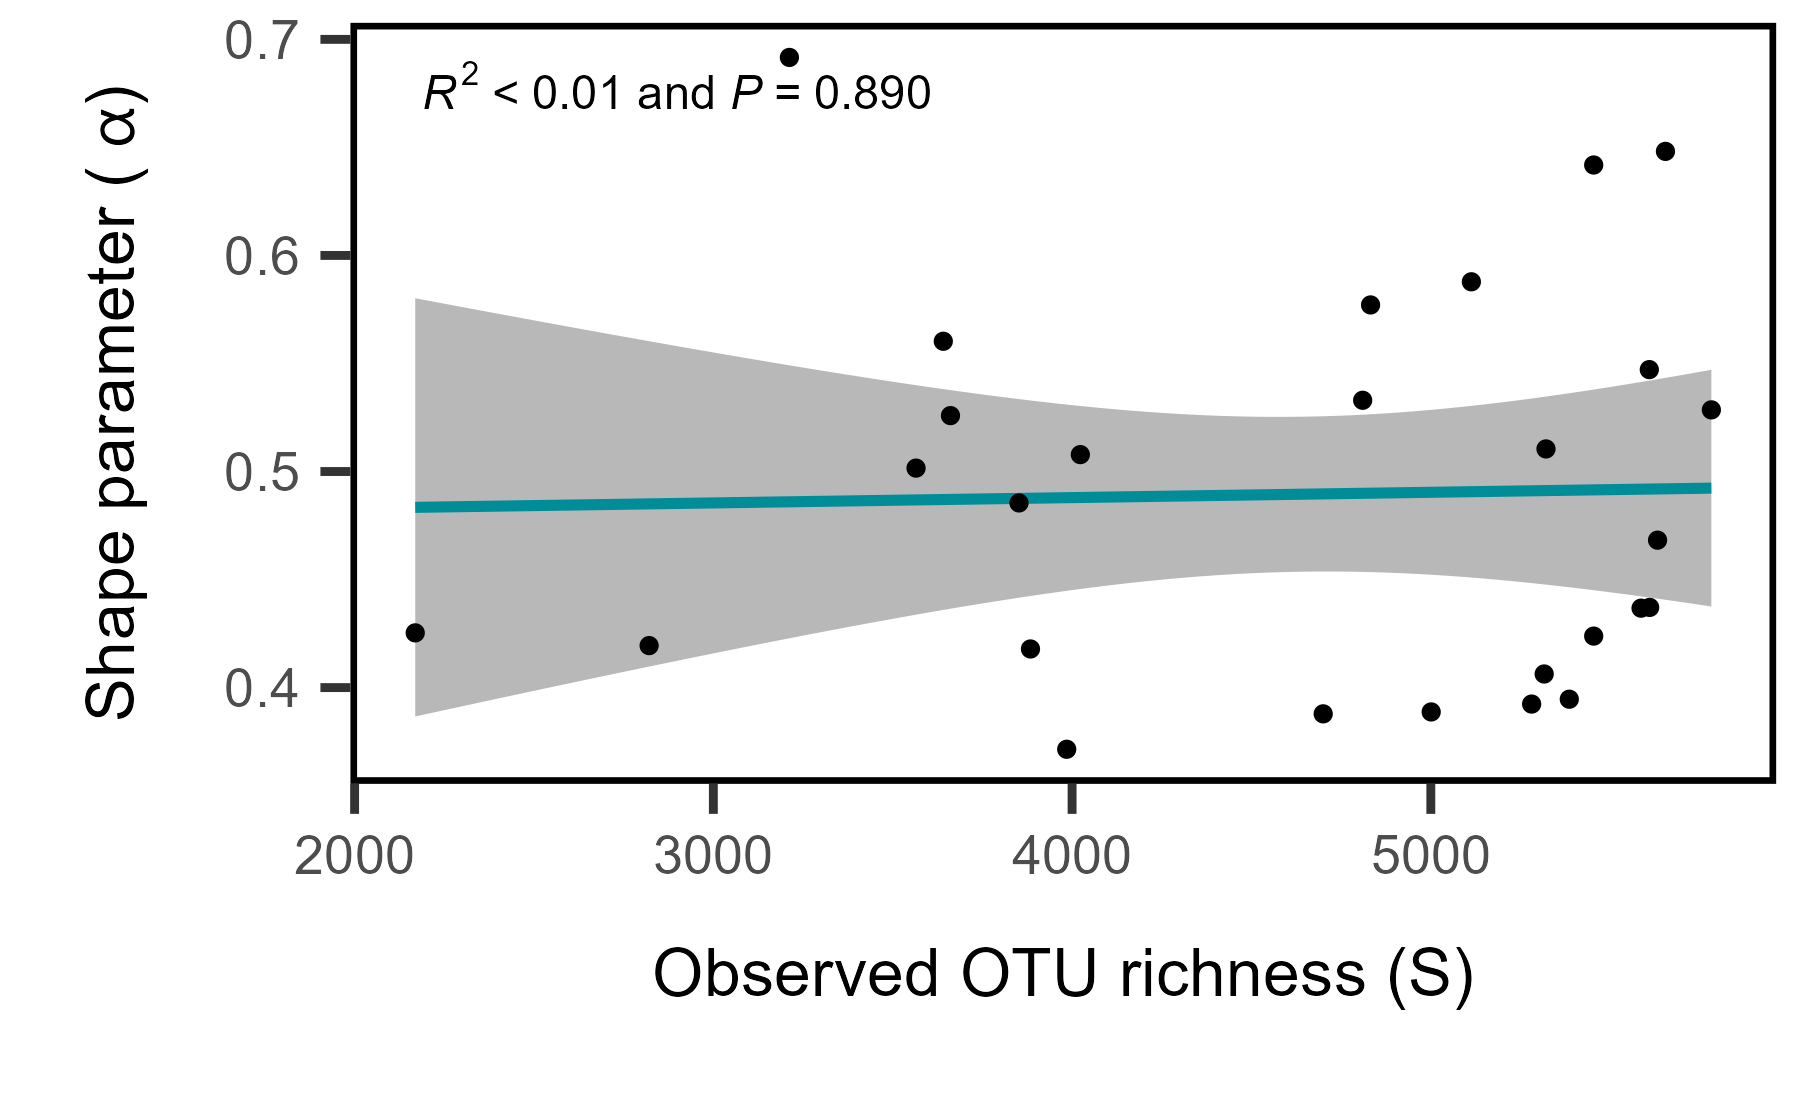 0.7
R² < 0.01 and P = 0.890
0.6
0.5
0.4
Shape parameter ( α)
2000 3000 4000 5000
Observed OTU richness (S)